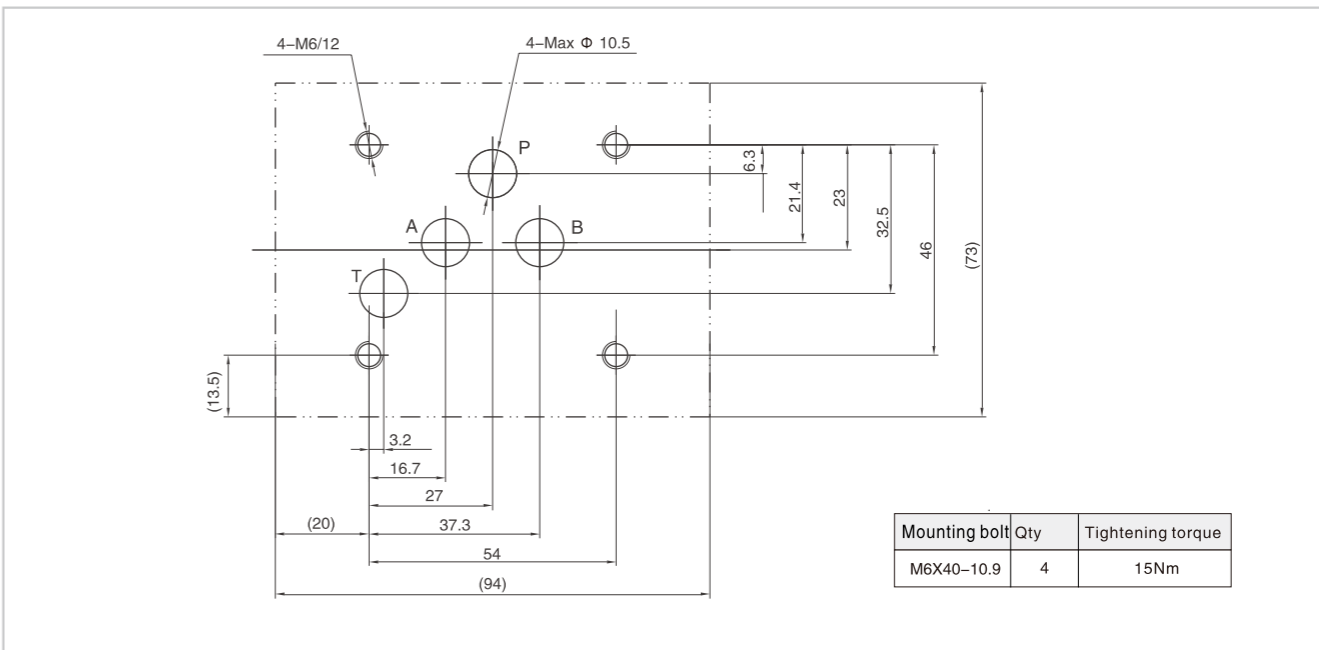 4–M6/12
4–Max Φ 10.5
P
6.3
21.4
23
32.5
46
(73)
A
B
T
(13.5)
3.2
16.7
27
(20)
37.3
54
(94)
Mounting bolt Qty Tightening torque
M6X40–10.9 4 15Nm